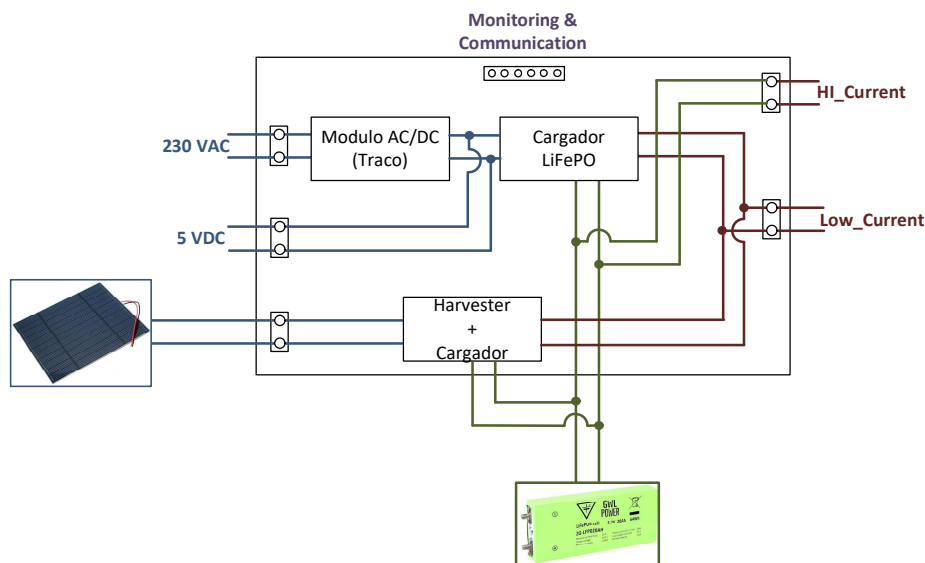 Monitoring &
Communication
HI_Current
230 VAC
Modulo AC/DC
(Traco)
Cargador
LiFePO
Low_Current
5 VDC
Harvester
+
Cargador
GWL
POWER